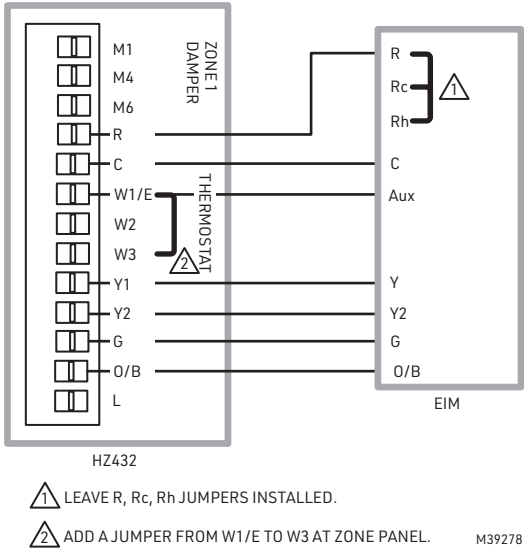 M1
M4
M6
R
C
W1/E
W2
W3
Y1
Y2
G
O/B
L
ZONE 1
DAMPER
THERMOSTAT
2
R
Rc
Rh
1
C
Aux
Y
Y2
G
O/B
EIM
HZ432
1 LEAVE R, Rc, Rh JUMPERS INSTALLED.
2 ADD A JUMPER FROM W1/E TO W3 AT ZONE PANEL.
M39278